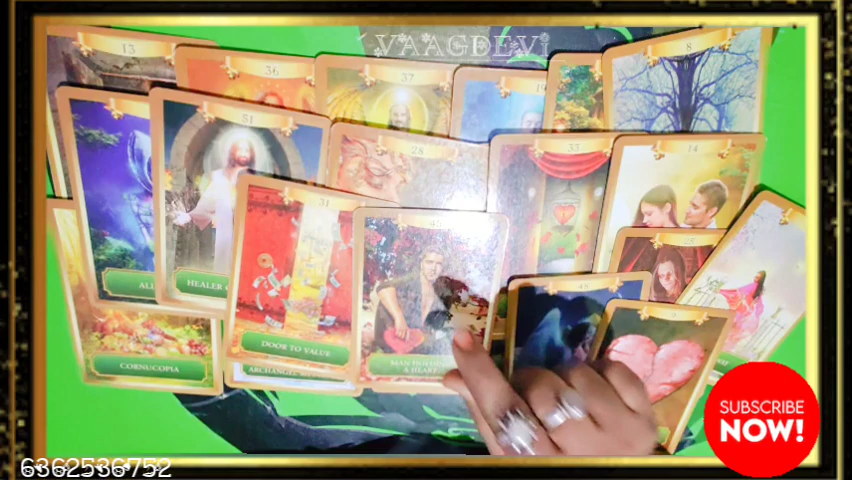 VAAGDEVI
13
36
37
19
8
51
28
33
14
31
HEALER
DOOR TO VALUE
MAN HOLDING
A HEART
CORNUCOPIA
SUBSCRIBE
NOW!
6362536752